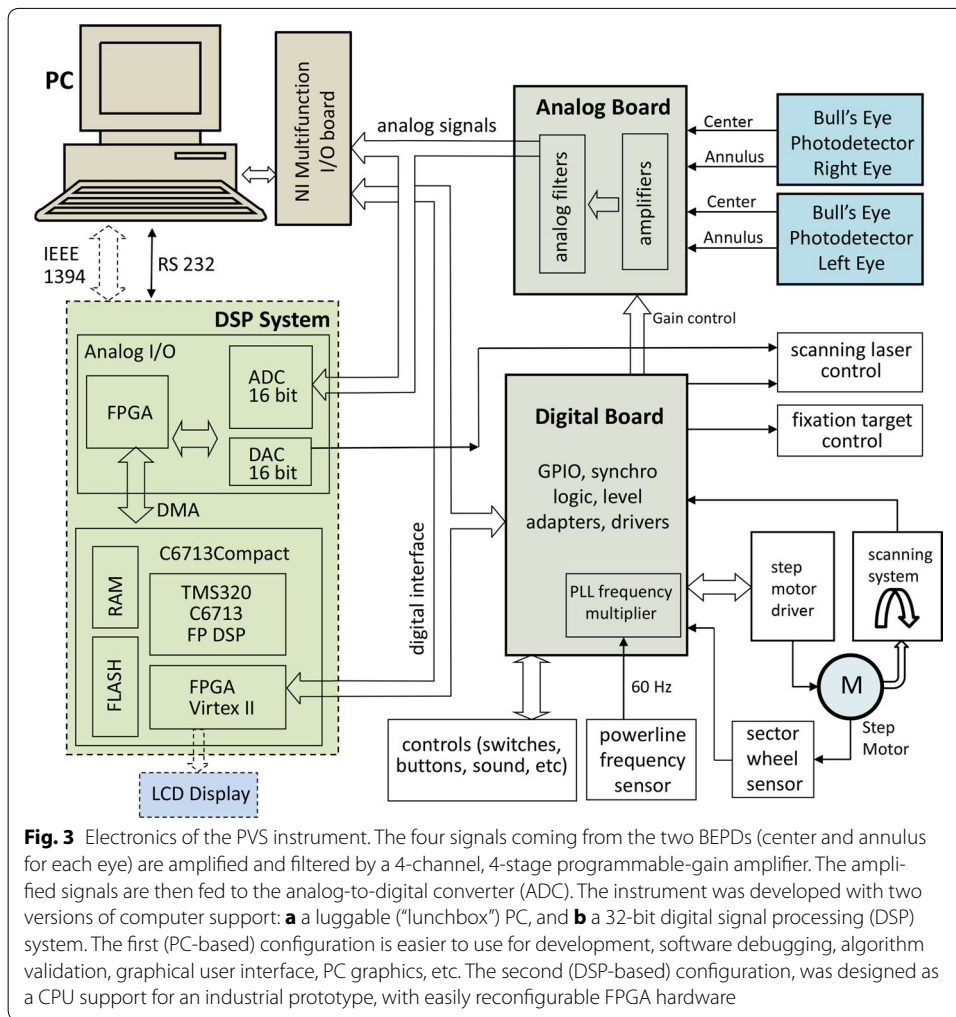 PC
NI Multifunction
I/O board
analog signals
Analog Board
analog filters
amplifiers
Center
Annulus
Center
Annulus
Bull's Eye
Photodetector
Right Eye
Bull's Eye
Photodetector
Left Eye
IEEE
1394
RS 232
Gain control
DSP System
Analog I/O
FPGA
ADC
16 bit
DAC
16 bit
DMA
C6713Compact
RAM
FLASH
TMS320
C6713
FP DSP
FPGA
Virtex II
LCD Display
digital interface
Digital Board
GPIO, synchro
logic, level
adapters, drivers
PLL frequency
multiplier
scanning laser
control
fixation target
control
step
motor
driver
scanning
system
M
Step
Motor
60 Hz
controls (switches,
buttons, sound, etc)
powerline
frequency
sensor
sector
wheel
sensor
Fig. 3 Electronics of the PVS instrument. The four signals coming from the two BEPDs (center and annulus
for each eye) are amplified and filtered by a 4-channel, 4-stage programmable-gain amplifier. The ampli-
fied signals are then fed to the analog-to-digital converter (ADC). The instrument was developed with two
versions of computer support: a a luggable (“lunchbox”) PC, and b a 32-bit digital signal processing (DSP)
system. The first (PC-based) configuration is easier to use for development, software debugging, algorithm
validation, graphical user interface, PC graphics, etc. The second (DSP-based) configuration, was designed as
a CPU support for an industrial prototype, with easily reconfigurable FPGA hardware